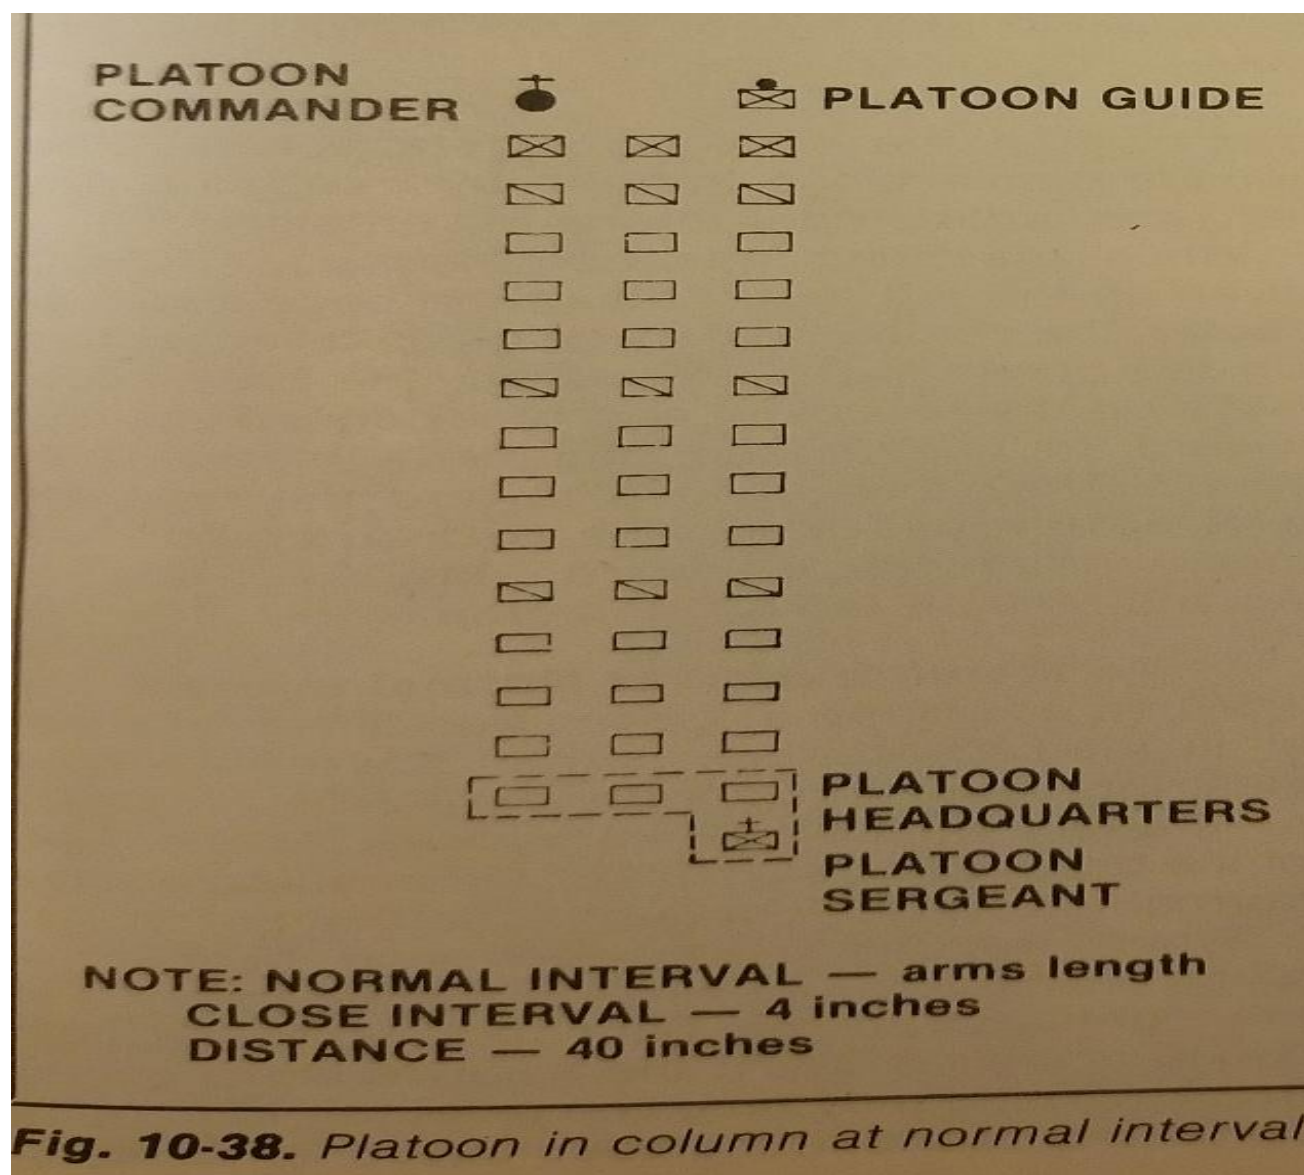 PLATOON
COMMANDER
PLATOON GUIDE
PLATOON
HEADQUARTERS
PLATOON
SERGEANT
NOTE: NORMAL INTERVAL — arms length
CLOSE INTERVAL — 4 inches
DISTANCE — 40 inches
Fig. 10-38. Platoon in column at normal interval